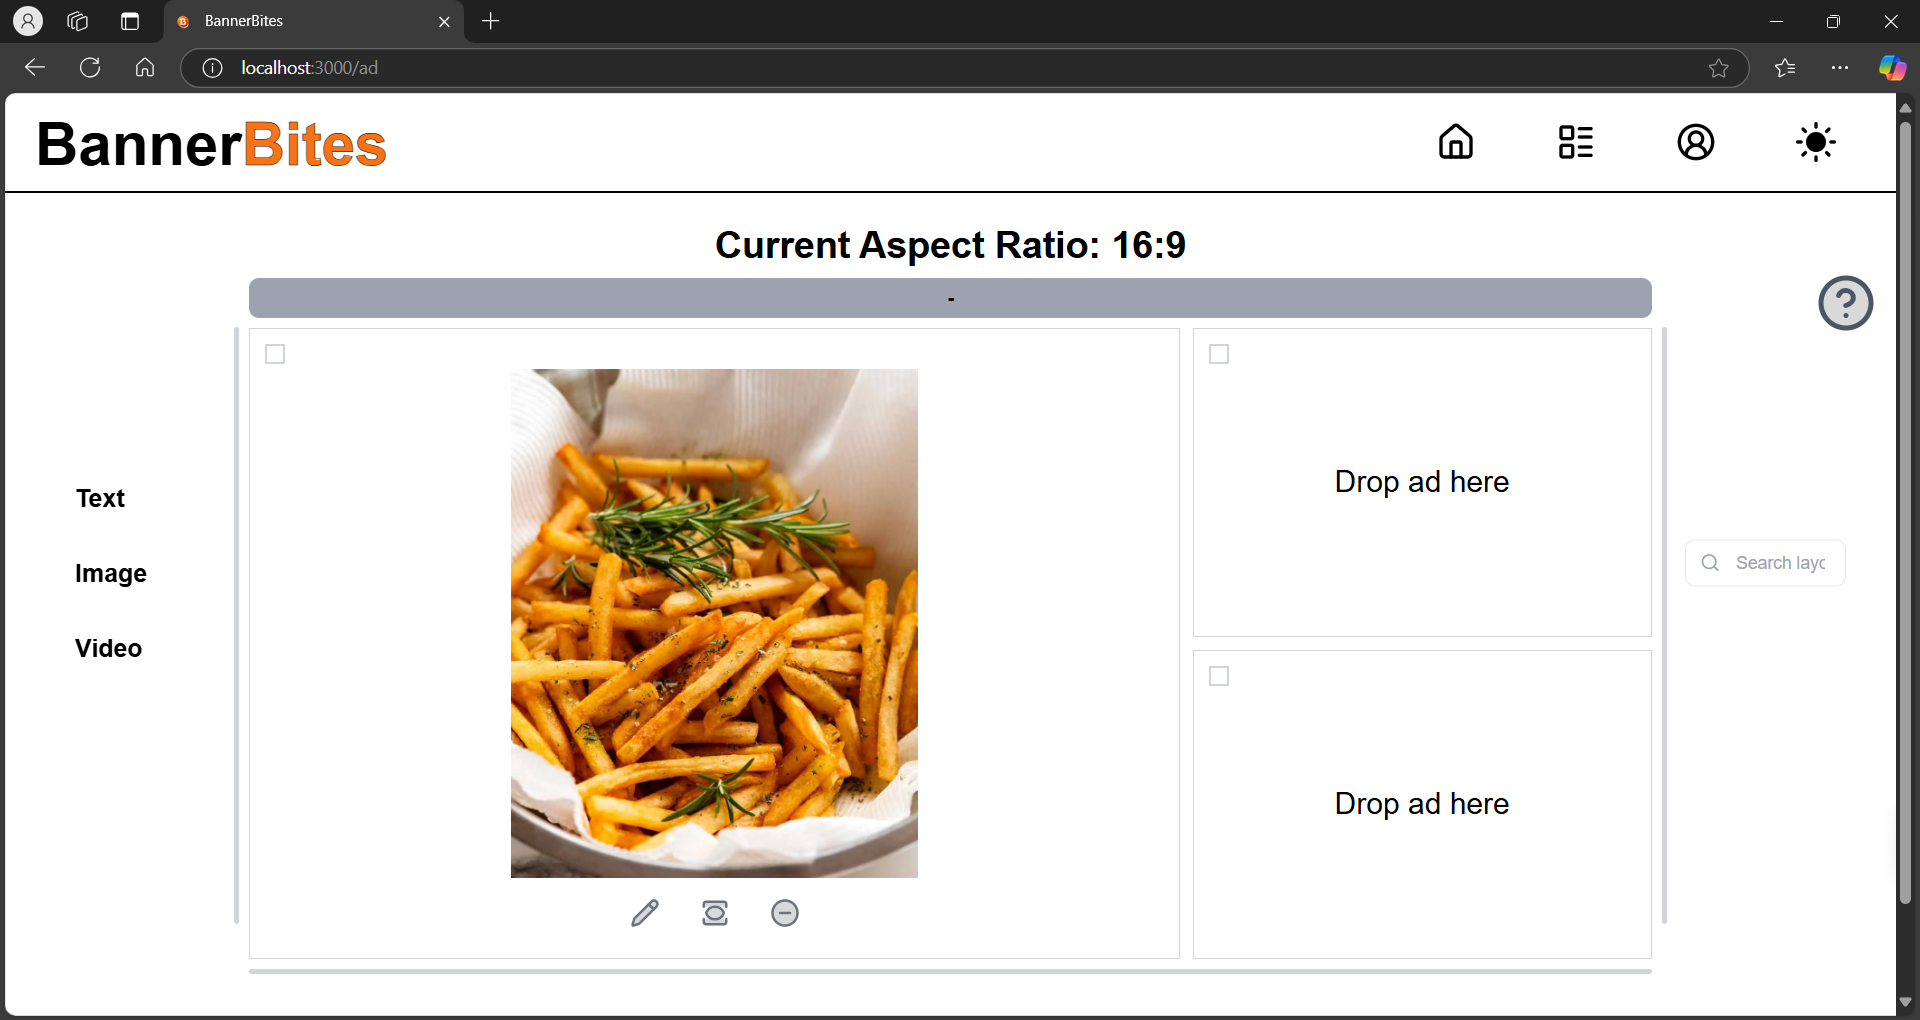 BannerBites
localhost:3000/ad
BannerBites
Current Aspect Ratio: 16:9
-
Drop ad here
Text
Image
Video
Search layc
Drop ad here